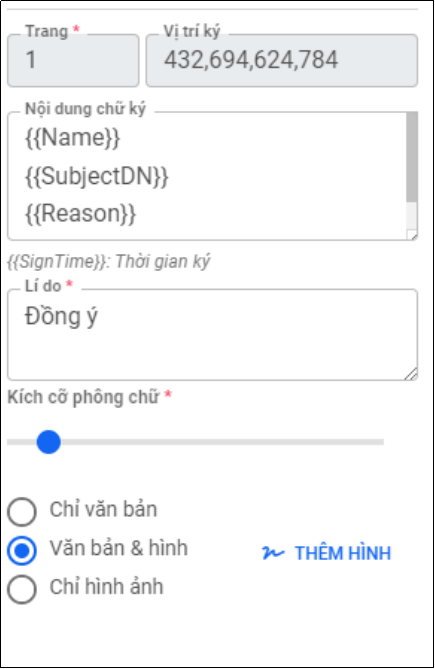 Trang *
Vị trí ký
1
432,694,624,784
Nội dung chữ ký
{{Name}}
{{SubjectDN}}
{{Reason}}
{{SignTime}}: Thời gian ký
Lí do *
Đồng ý
Kích cỡ phông chữ *
Chỉ văn bản
Văn bản & hình
THÊM HÌNH
Chỉ hình ảnh